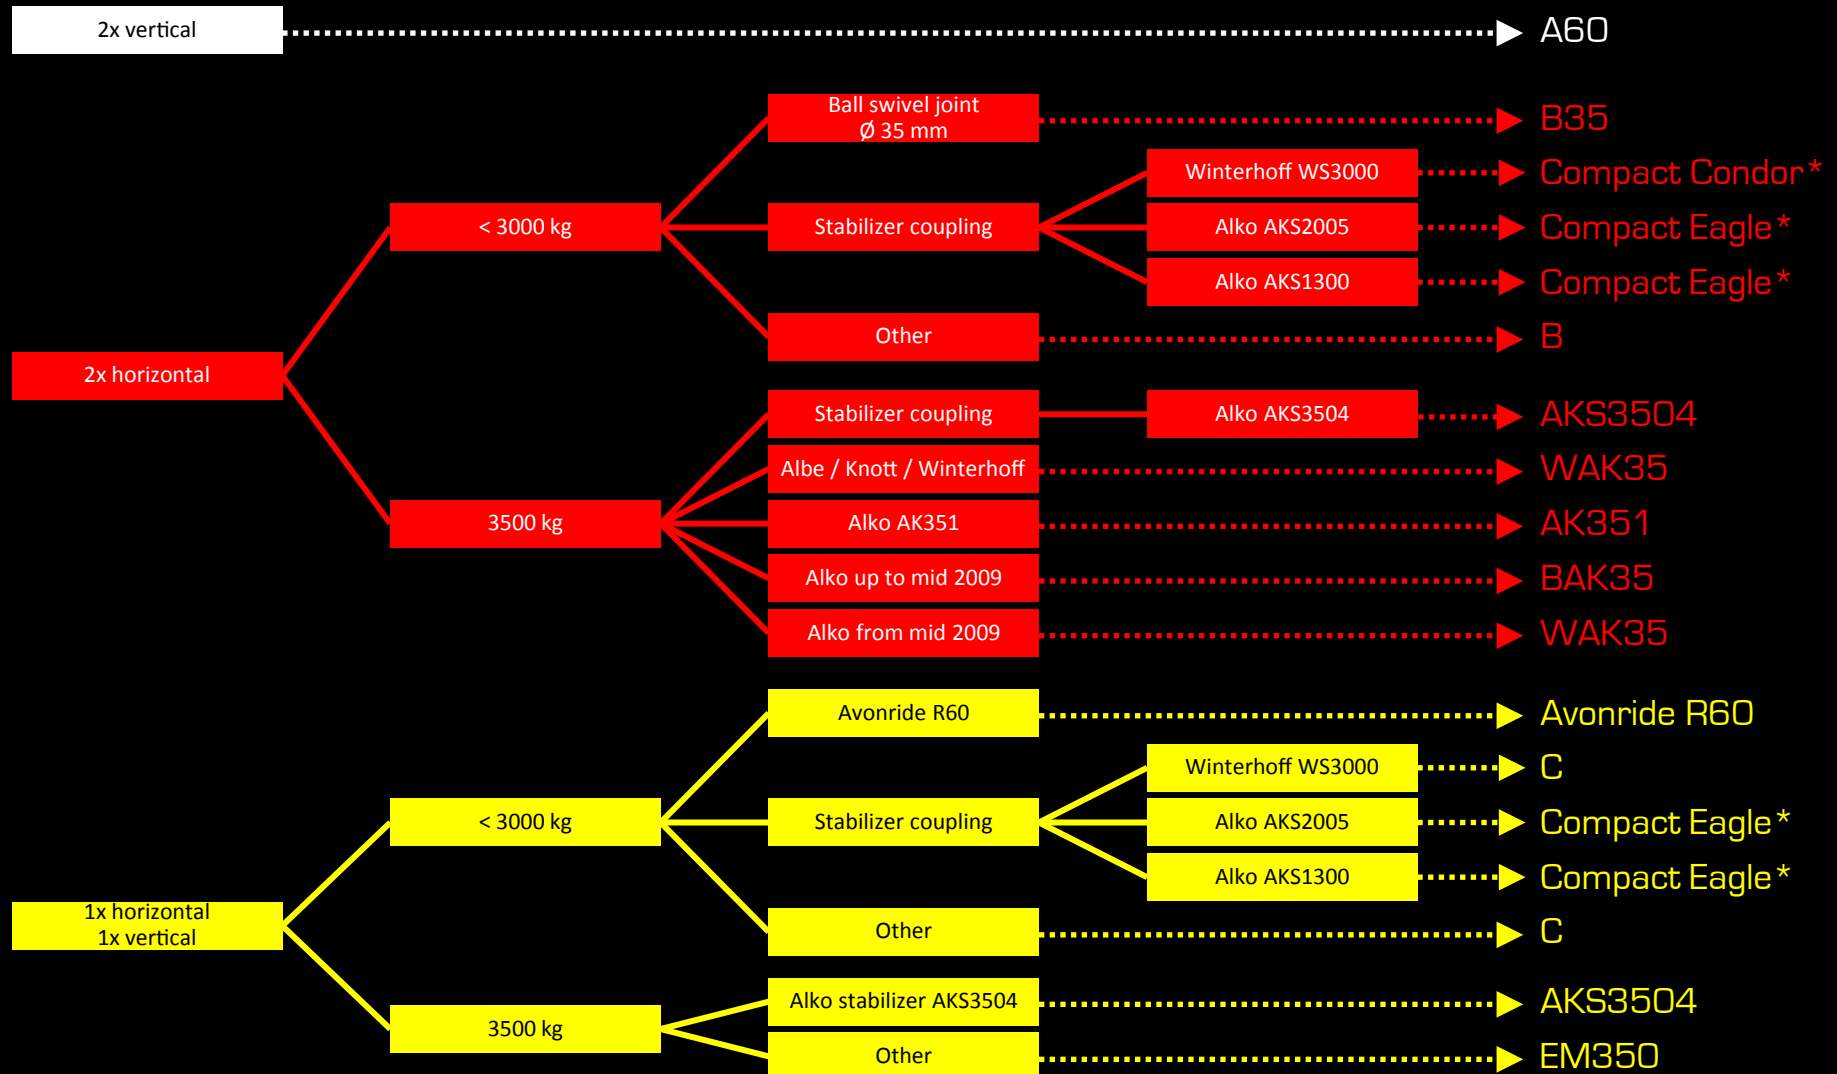 2x vertical
A60
Ball swivel joint
Ø 35 mm
B35
Winterhoff WS3000
Compact Condor*
< 3000 kg
Stabilizer coupling
Alko AKS2005
Compact Eagle*
Alko AKS1300
Compact Eagle*
Other
B
2x horizontal
Stabilizer coupling
Alko AKS3504
AKS3504
Albe / Knott / Winterhoff
WAK35
3500 kg
Alko AK351
AK351
Alko up to mid 2009
BAK35
Alko from mid 2009
WAK35
Avonride R60
Avonride R60
Winterhoff WS3000
C
< 3000 kg
Stabilizer coupling
Alko AKS2005
Compact Eagle*
Alko AKS1300
Compact Eagle*
1x horizontal
1x vertical
Other
C
Alko stabilizer AKS3504
AKS3504
3500 kg
Other
EM350